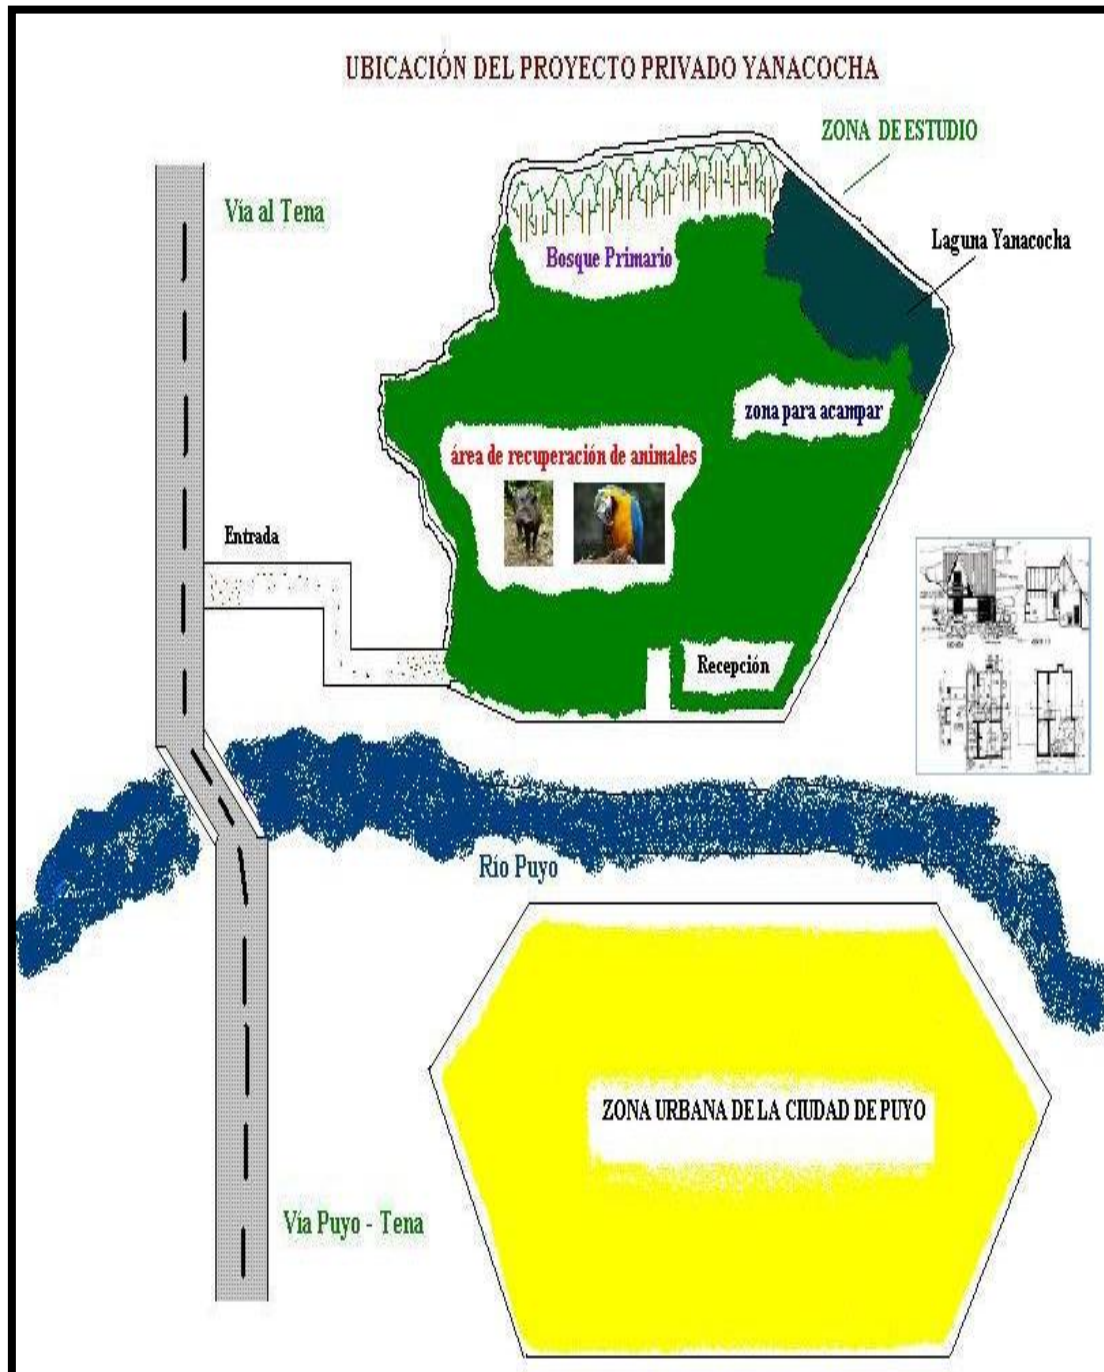 UBICACIÓN DEL PROYECTO PRIVADO YANACOCHA
ZONA DE ESTUDIO
Vía al Tena
Laguna Yanacocha
Bosque Primario
zona para acampar
área de recuperación de animales
Entrada
Recepción
Río Puyo
ZONA URBANA DE LA CIUDAD DE PUYO
Vía Puyo - Tena